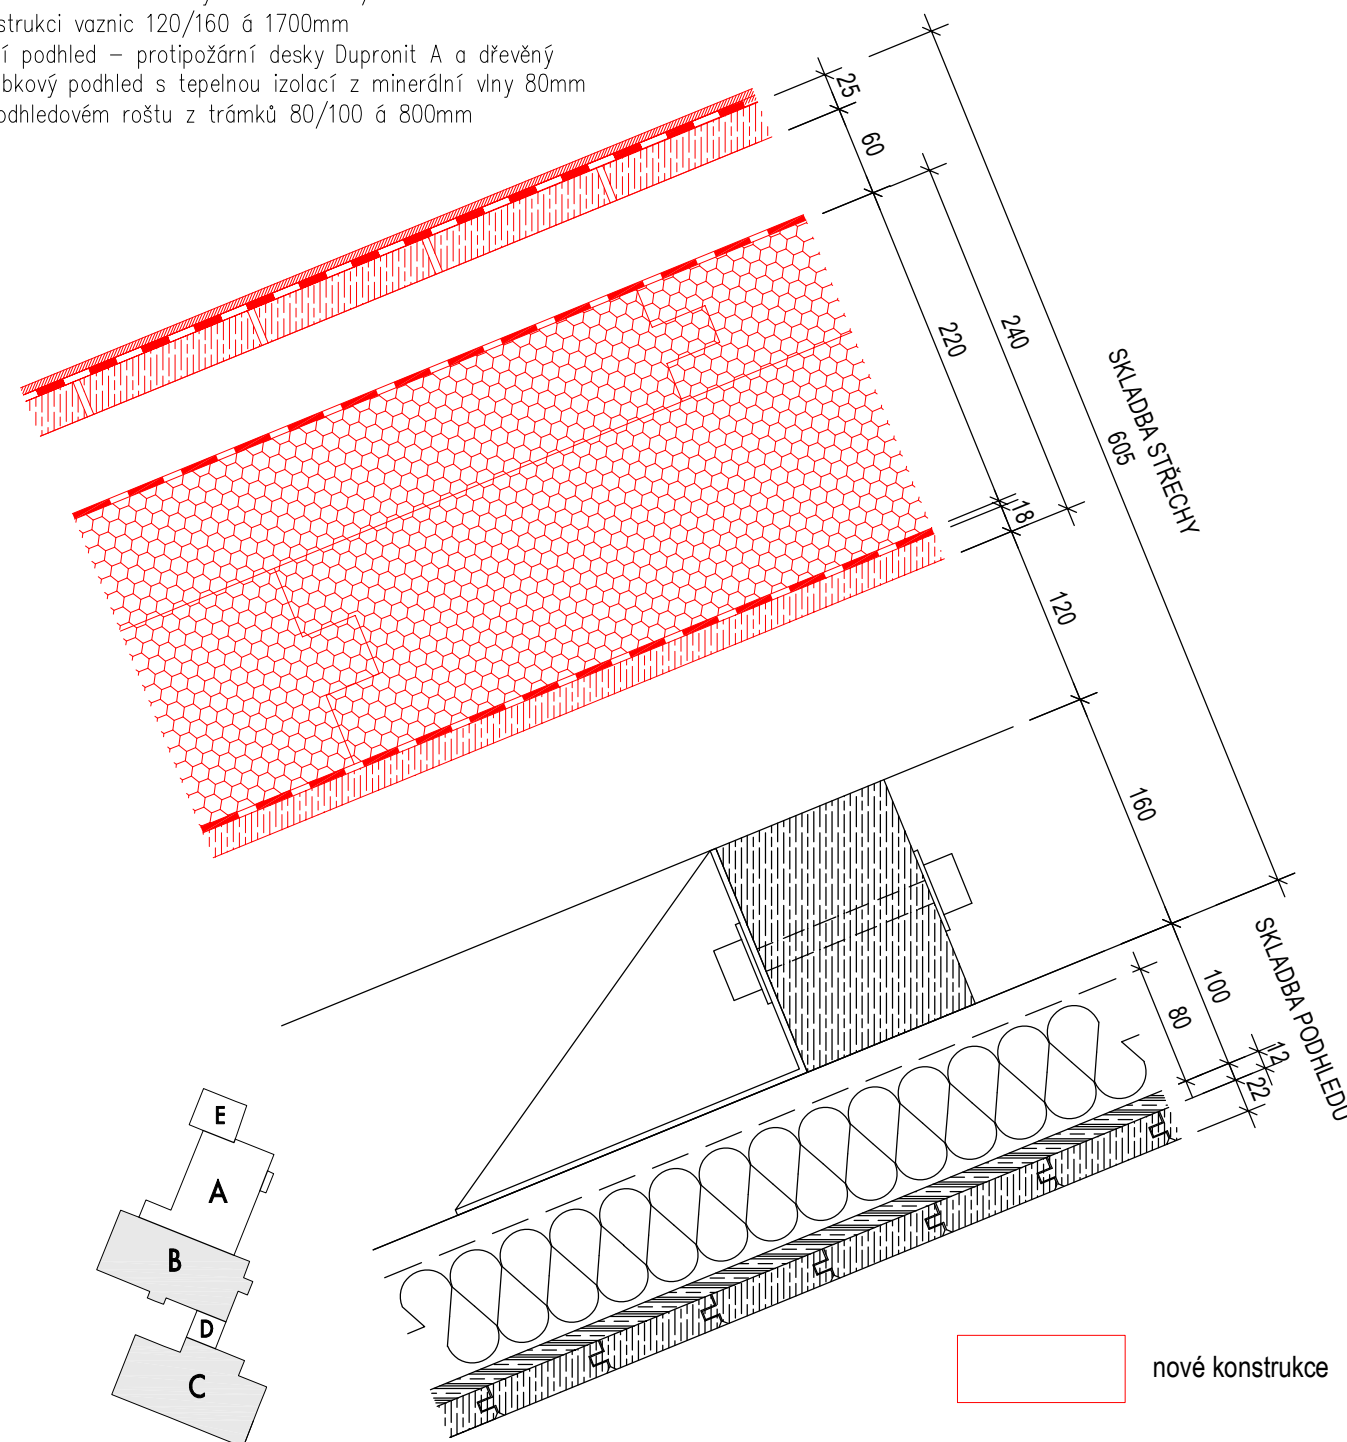 strukci vaznic 120/160 á 1700mm
í podhled – protipožární desky Dupronit A a dřevěný
bkový podhled s tepelnou izolací z minerální vlny 80mm
odhledovém roštu z trámků 80/100 á 800mm
25
60
220
240
SKLADBA STŘECHY
605
18
120
160
SKLADBA PODHLEDU
100
80
12
22
E
A
B
D
C
nové konstrukce